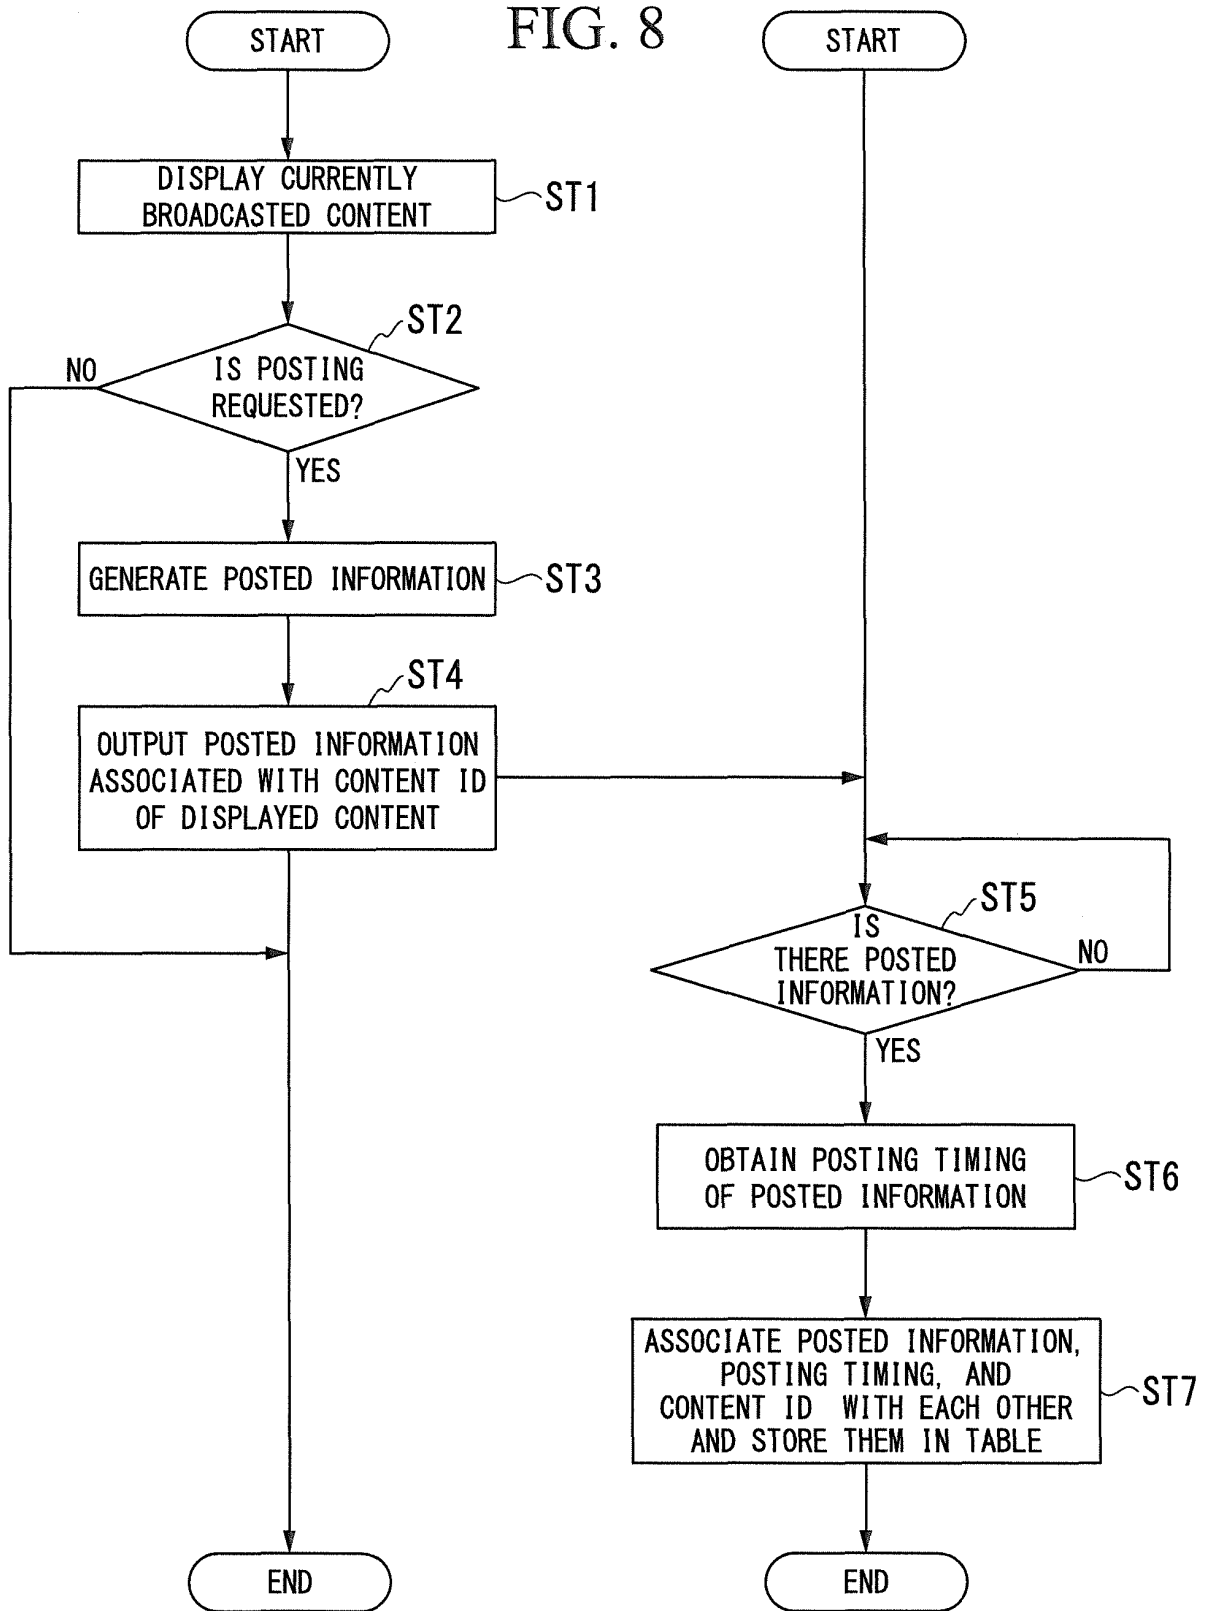 FIG. 8
START
DISPLAY CURRENTLY
BROADCASTED CONTENT
ST1
ST2
IS POSTING
REQUESTED?
NO
YES
GENERATE POSTED INFORMATION
ST3
ST4
OUTPUT POSTED INFORMATION
ASSOCIATED WITH CONTENT ID
OF DISPLAYED CONTENT
END
START
ST5
IS
THERE POSTED
INFORMATION?
NO
YES
OBTAIN POSTING TIMING
OF POSTED INFORMATION
ST6
ASSOCIATE POSTED INFORMATION,
POSTING TIMING, AND
CONTENT ID WITH EACH OTHER
AND STORE THEM IN TABLE
ST7
END